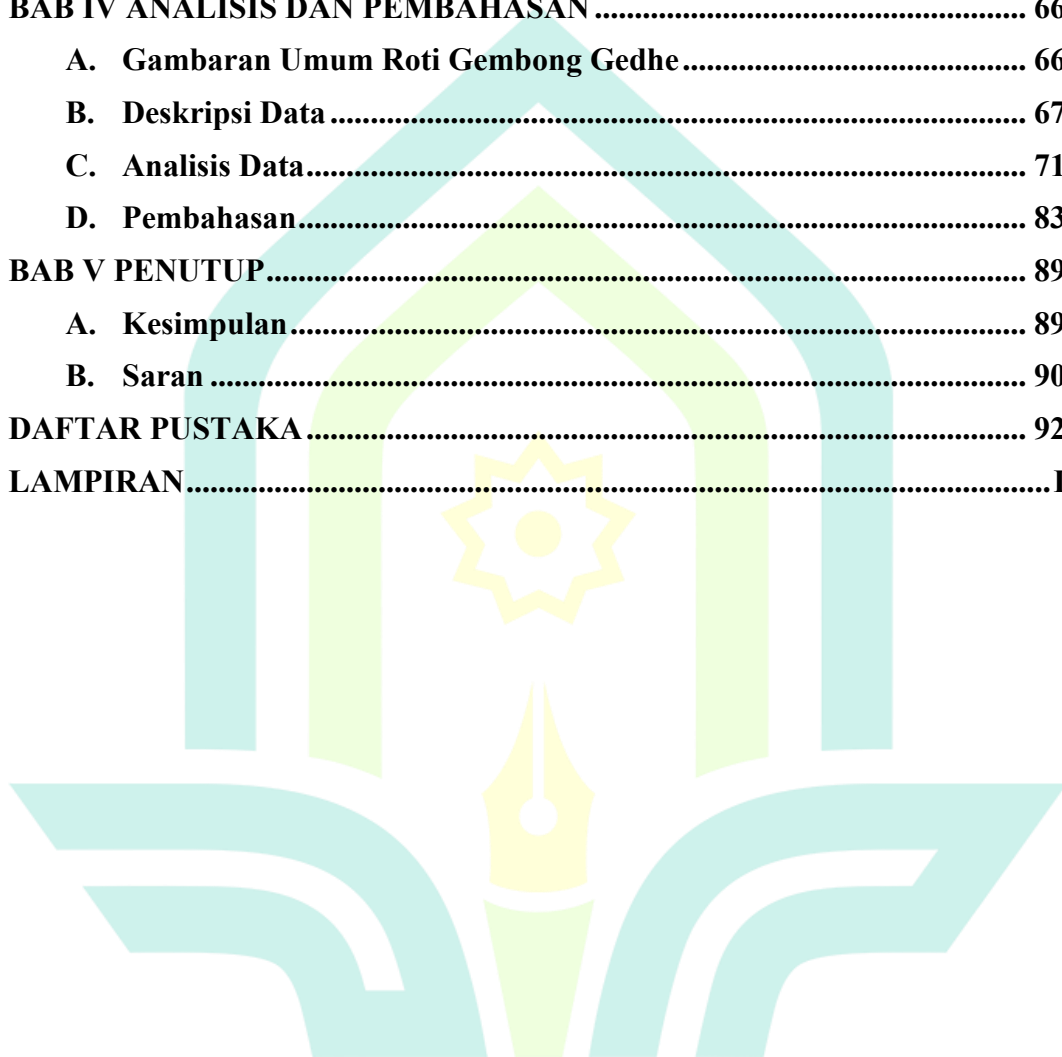 BAB IV ANALISIS DAN PEMBAHASAN ........................................................ 66
A. Gambaran Umum Roti Gembong Gedhe ............................................ 66
B. Deskripsi Data ........................................................................................ 67
C. Analisis Data ........................................................................................... 71
D. Pembahasan ............................................................................................ 83
BAB V PENUTUP ................................................................................................ 89
A. Kesimpulan ............................................................................................. 89
B. Saran ....................................................................................................... 90
DAFTAR PUSTAKA ........................................................................................... 92
LAMPIRAN ............................................................................................................ I